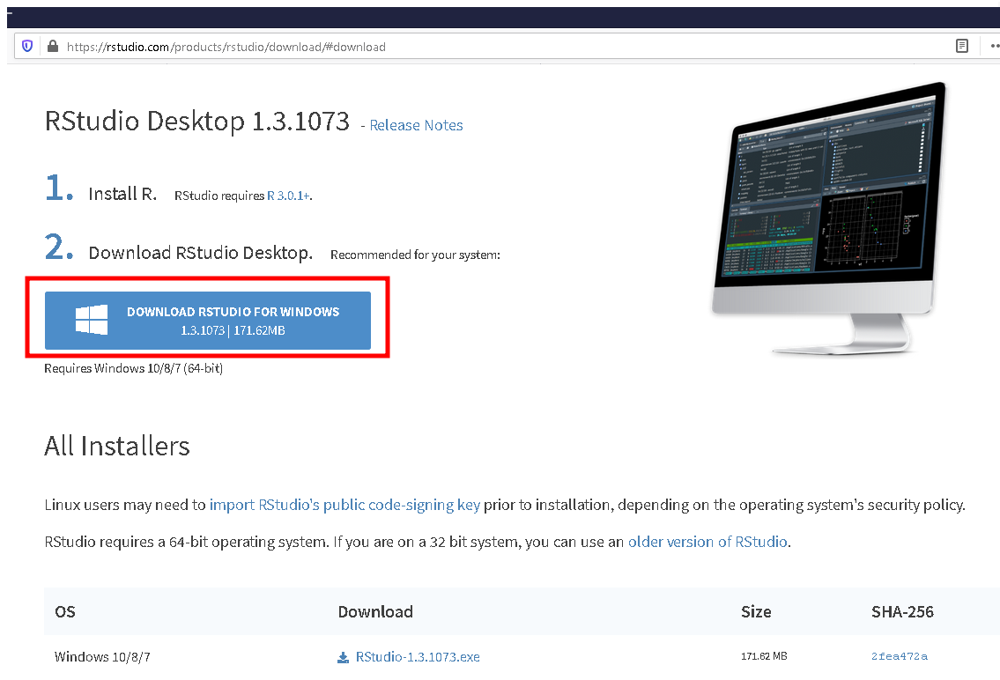 https://rstudio.com/products/rstudio/download/#download
RStudio Desktop 1.3.1073 - Release Notes
1. Install R. RStudio requires R 3.0.1+.
2. Download RStudio Desktop. Recommended for your system:
DOWNLOAD RSTUDIO FOR WINDOWS
1.3.1073 | 171.62MB
Requires Windows 10/8/7 (64-bit)
All Installers
Linux users may need to import RStudio's public code-signing key prior to installation, depending on the operating system's security policy.
RStudio requires a 64-bit operating system. If you are on a 32 bit system, you can use an older version of RStudio.
OS Download Size SHA-256
Windows 10/8/7 RStudio-1.3.1073.exe 171.62 MB 2fea472a